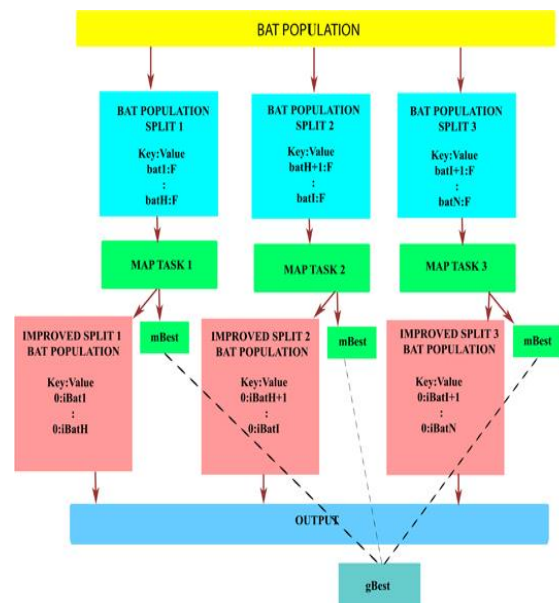 BAT POPULATION
BAT POPULATION
SPLIT 1
Key:Value
bat1:F
:
batH:F
BAT POPULATION
SPLIT 2
Key:Value
batH+1:F
:
batI:F
BAT POPULATION
SPLIT 3
Key:Value
batI+1:F
:
batN:F
MAP TASK 1
MAP TASK 2
MAP TASK 3
IMPROVED SPLIT 1
BAT POPULATION
Key:Value
0:iBat1
:
0:iBatH
mBest
IMPROVED SPLIT 2
BAT POPULATION
Key:Value
0:iBatH+1
:
0:iBatI
mBest
IMPROVED SPLIT 3
BAT POPULATION
Key:Value
0:iBatI+1
:
0:iBatN
mBest
OUTPUT
gBest